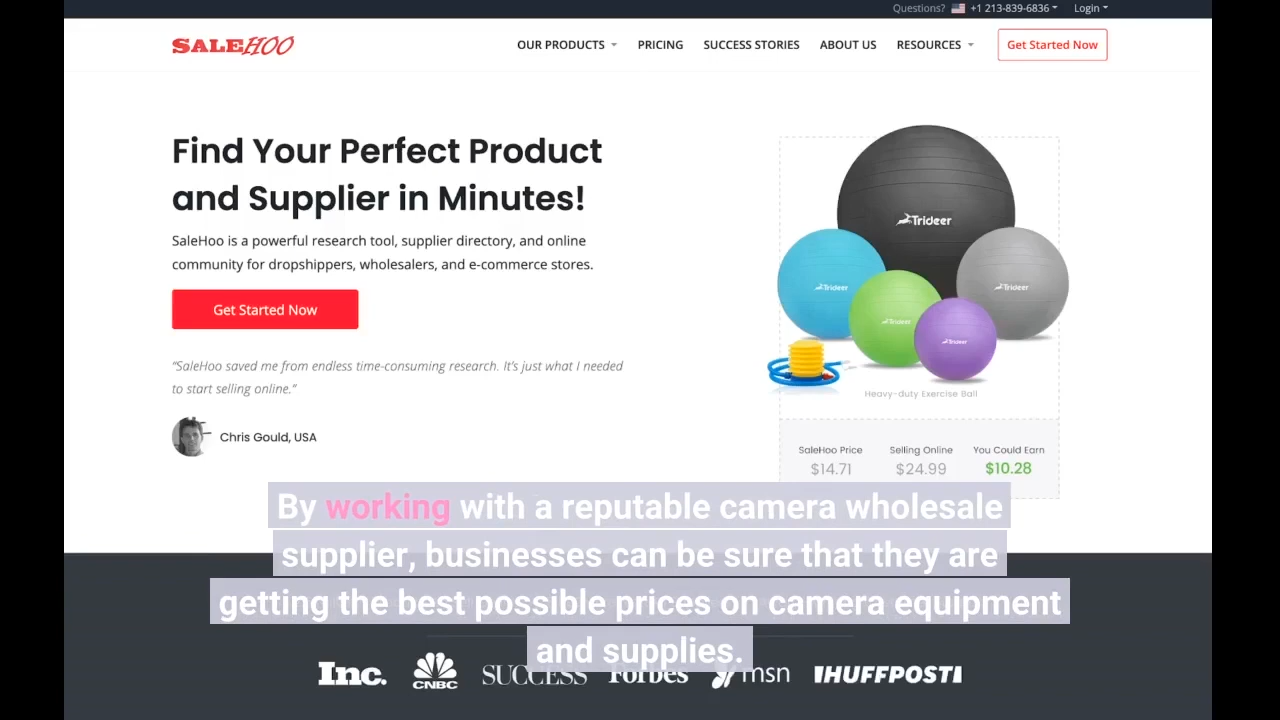 Questions? +1 213-839-6836 Login
SALEHOO OUR PRODUCTS PRICING SUCCESS STORIES ABOUT US RESOURCES Get Started Now
Find Your Perfect Product
and Supplier in Minutes!
SaleHoo is a powerful research tool, supplier directory, and online
community for dropshippers, wholesalers, and e-commerce stores.
Get Started Now
“SaleHoo saved me from endless time-consuming research. It's just what I needed
to start selling online.”
Chris Gould, USA
Trideer
Trideer
Trideer
Trideer
Trideer
Heavy-duty Exercise Ball
SaleHoo Price Selling Online You Could Earn
$14.71 $24.99 $10.28
By working with a reputable camera wholesale
supplier, businesses can be sure that they are
getting the best possible prices on camera equipment
and supplies.
Inc. CNBC SUCCESS Forbes msn HUFFPOST